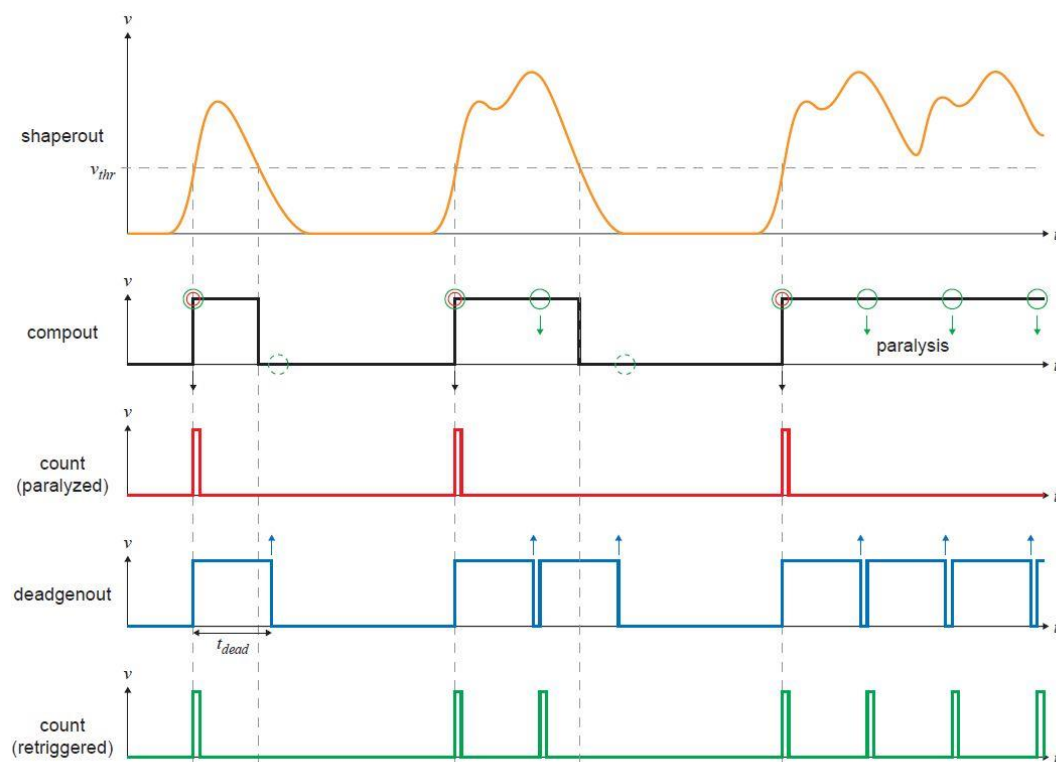 v
shaperout
v_thr
t
v
compout
paralysis
t
v
count
(paralyzed)
t
v
deadgenout
t
t_dead
v
count
(retriggered)
t